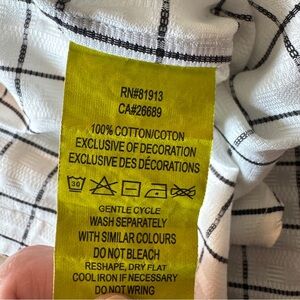 RN#81913
CA#26689
100% COTTON/COTON
EXCLUSIVE OF DECORATION
EXCLUSIVE DES DÉCORATIONS
30
GENTLE CYCLE
WASH SEPARATELY
WITH SIMILAR COLOURS
DO NOT BLEACH
RESHAPE, DRY FLAT
COOL IRON IF NECESSARY
DO NOT WRING